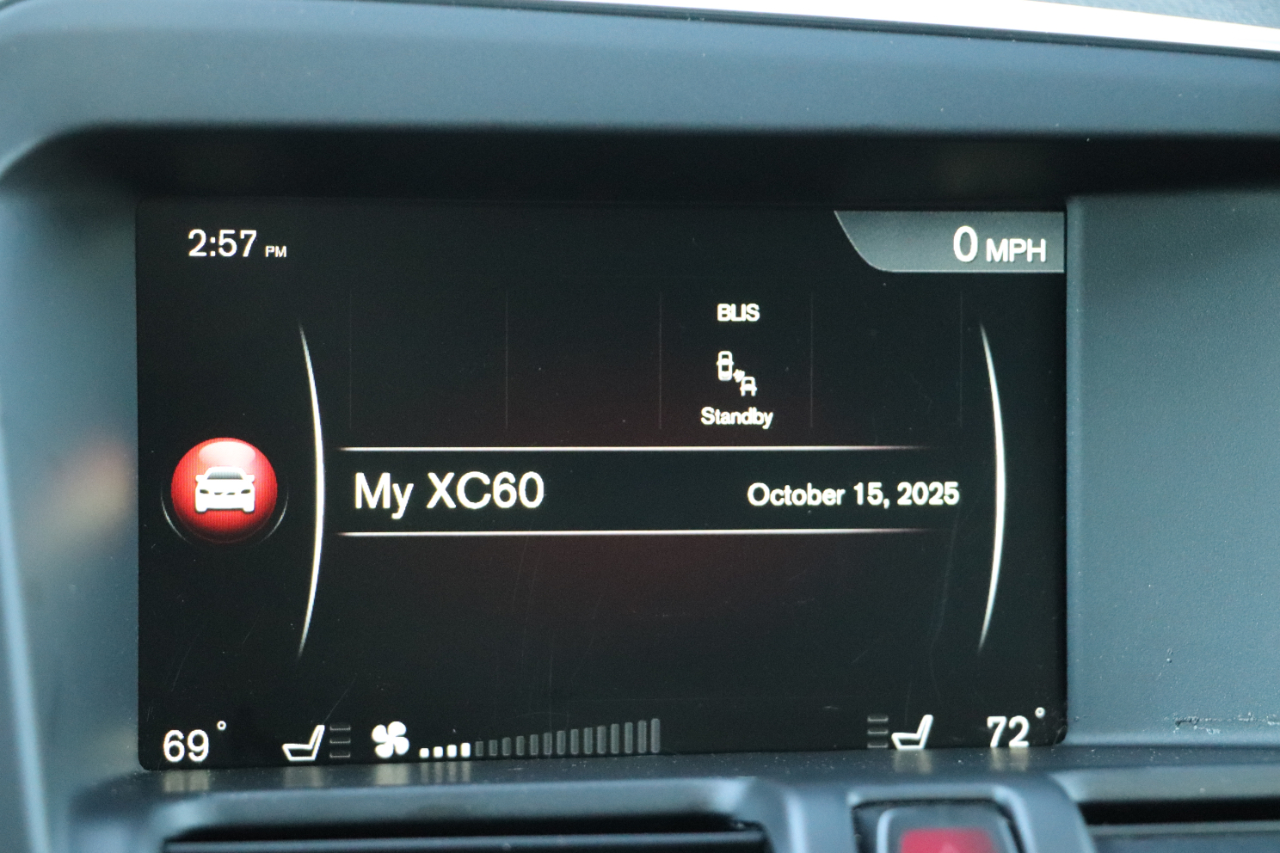 2:57 PM
0 MPH
BLIS
Standby
My XC60
October 15, 2025
69°
72°